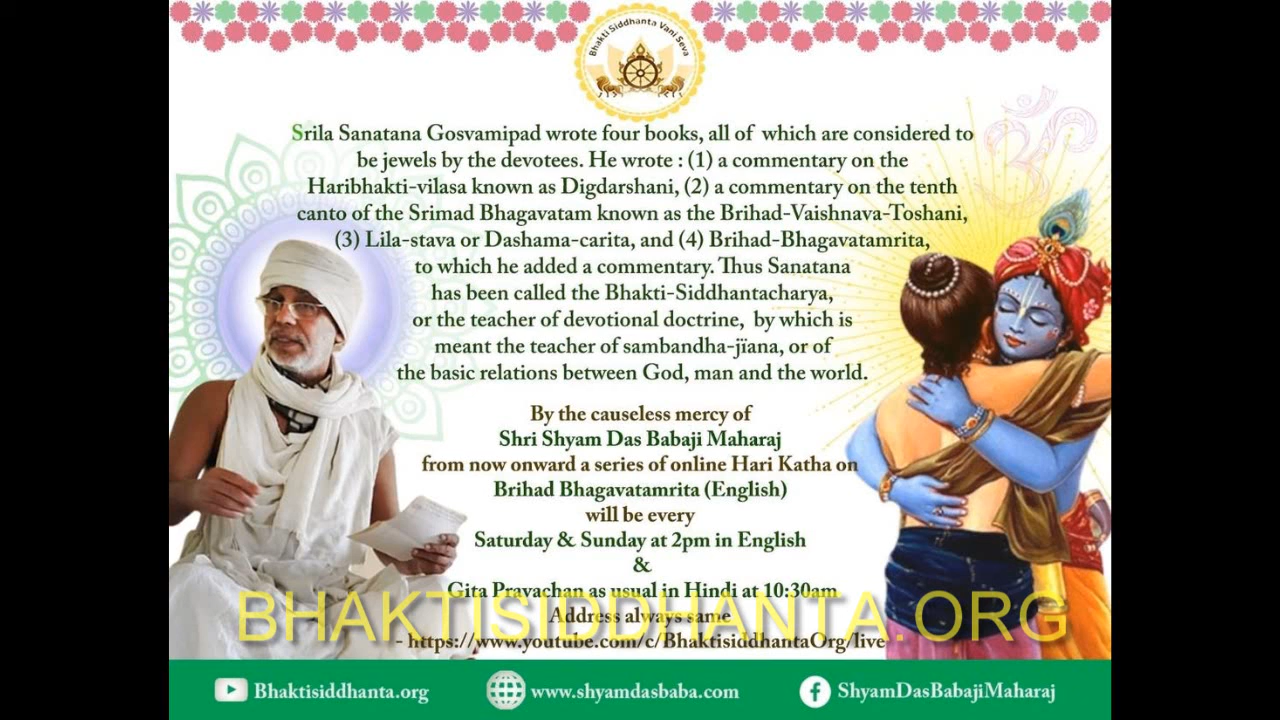 Bhakti Siddhanta Vani Seva
Srila Sanatana Gosvamipad wrote four books, all of which are considered to
be jewels by the devotees. He wrote : (1) a commentary on the
Haribhakti-vilasa known as Digdarshani, (2) a commentary on the tenth
canto of the Srimad Bhagavatam known as the Brihad-Vaishnava-Toshani,
(3) Lila-stava or Dashama-carita, and (4) Brihad-Bhagavatamrita,
to which he added a commentary. Thus Sanatana
has been called the Bhakti-Siddhantacharya,
or the teacher of devotional doctrine, by which is
meant the teacher of sambandha-jïana, or of
the basic relations between God, man and the world.
By the causeless mercy of
Shri Shyam Das Babaji Maharaj
from now onward a series of online Hari Katha on
Brihad Bhagavatamrita (English)
will be every
Saturday & Sunday at 2pm in English
&
Gita Pravachan as usual in Hindi at 10:30am
BHAKTISIDDHANTA.ORG
Address always same
- https://www.youtube.com/c/BhaktisiddhantaOrg/live-
Bhaktisiddhanta.org
www.shyamdasbaba.com
ShyamDasBabajiMaharaj
ॐ